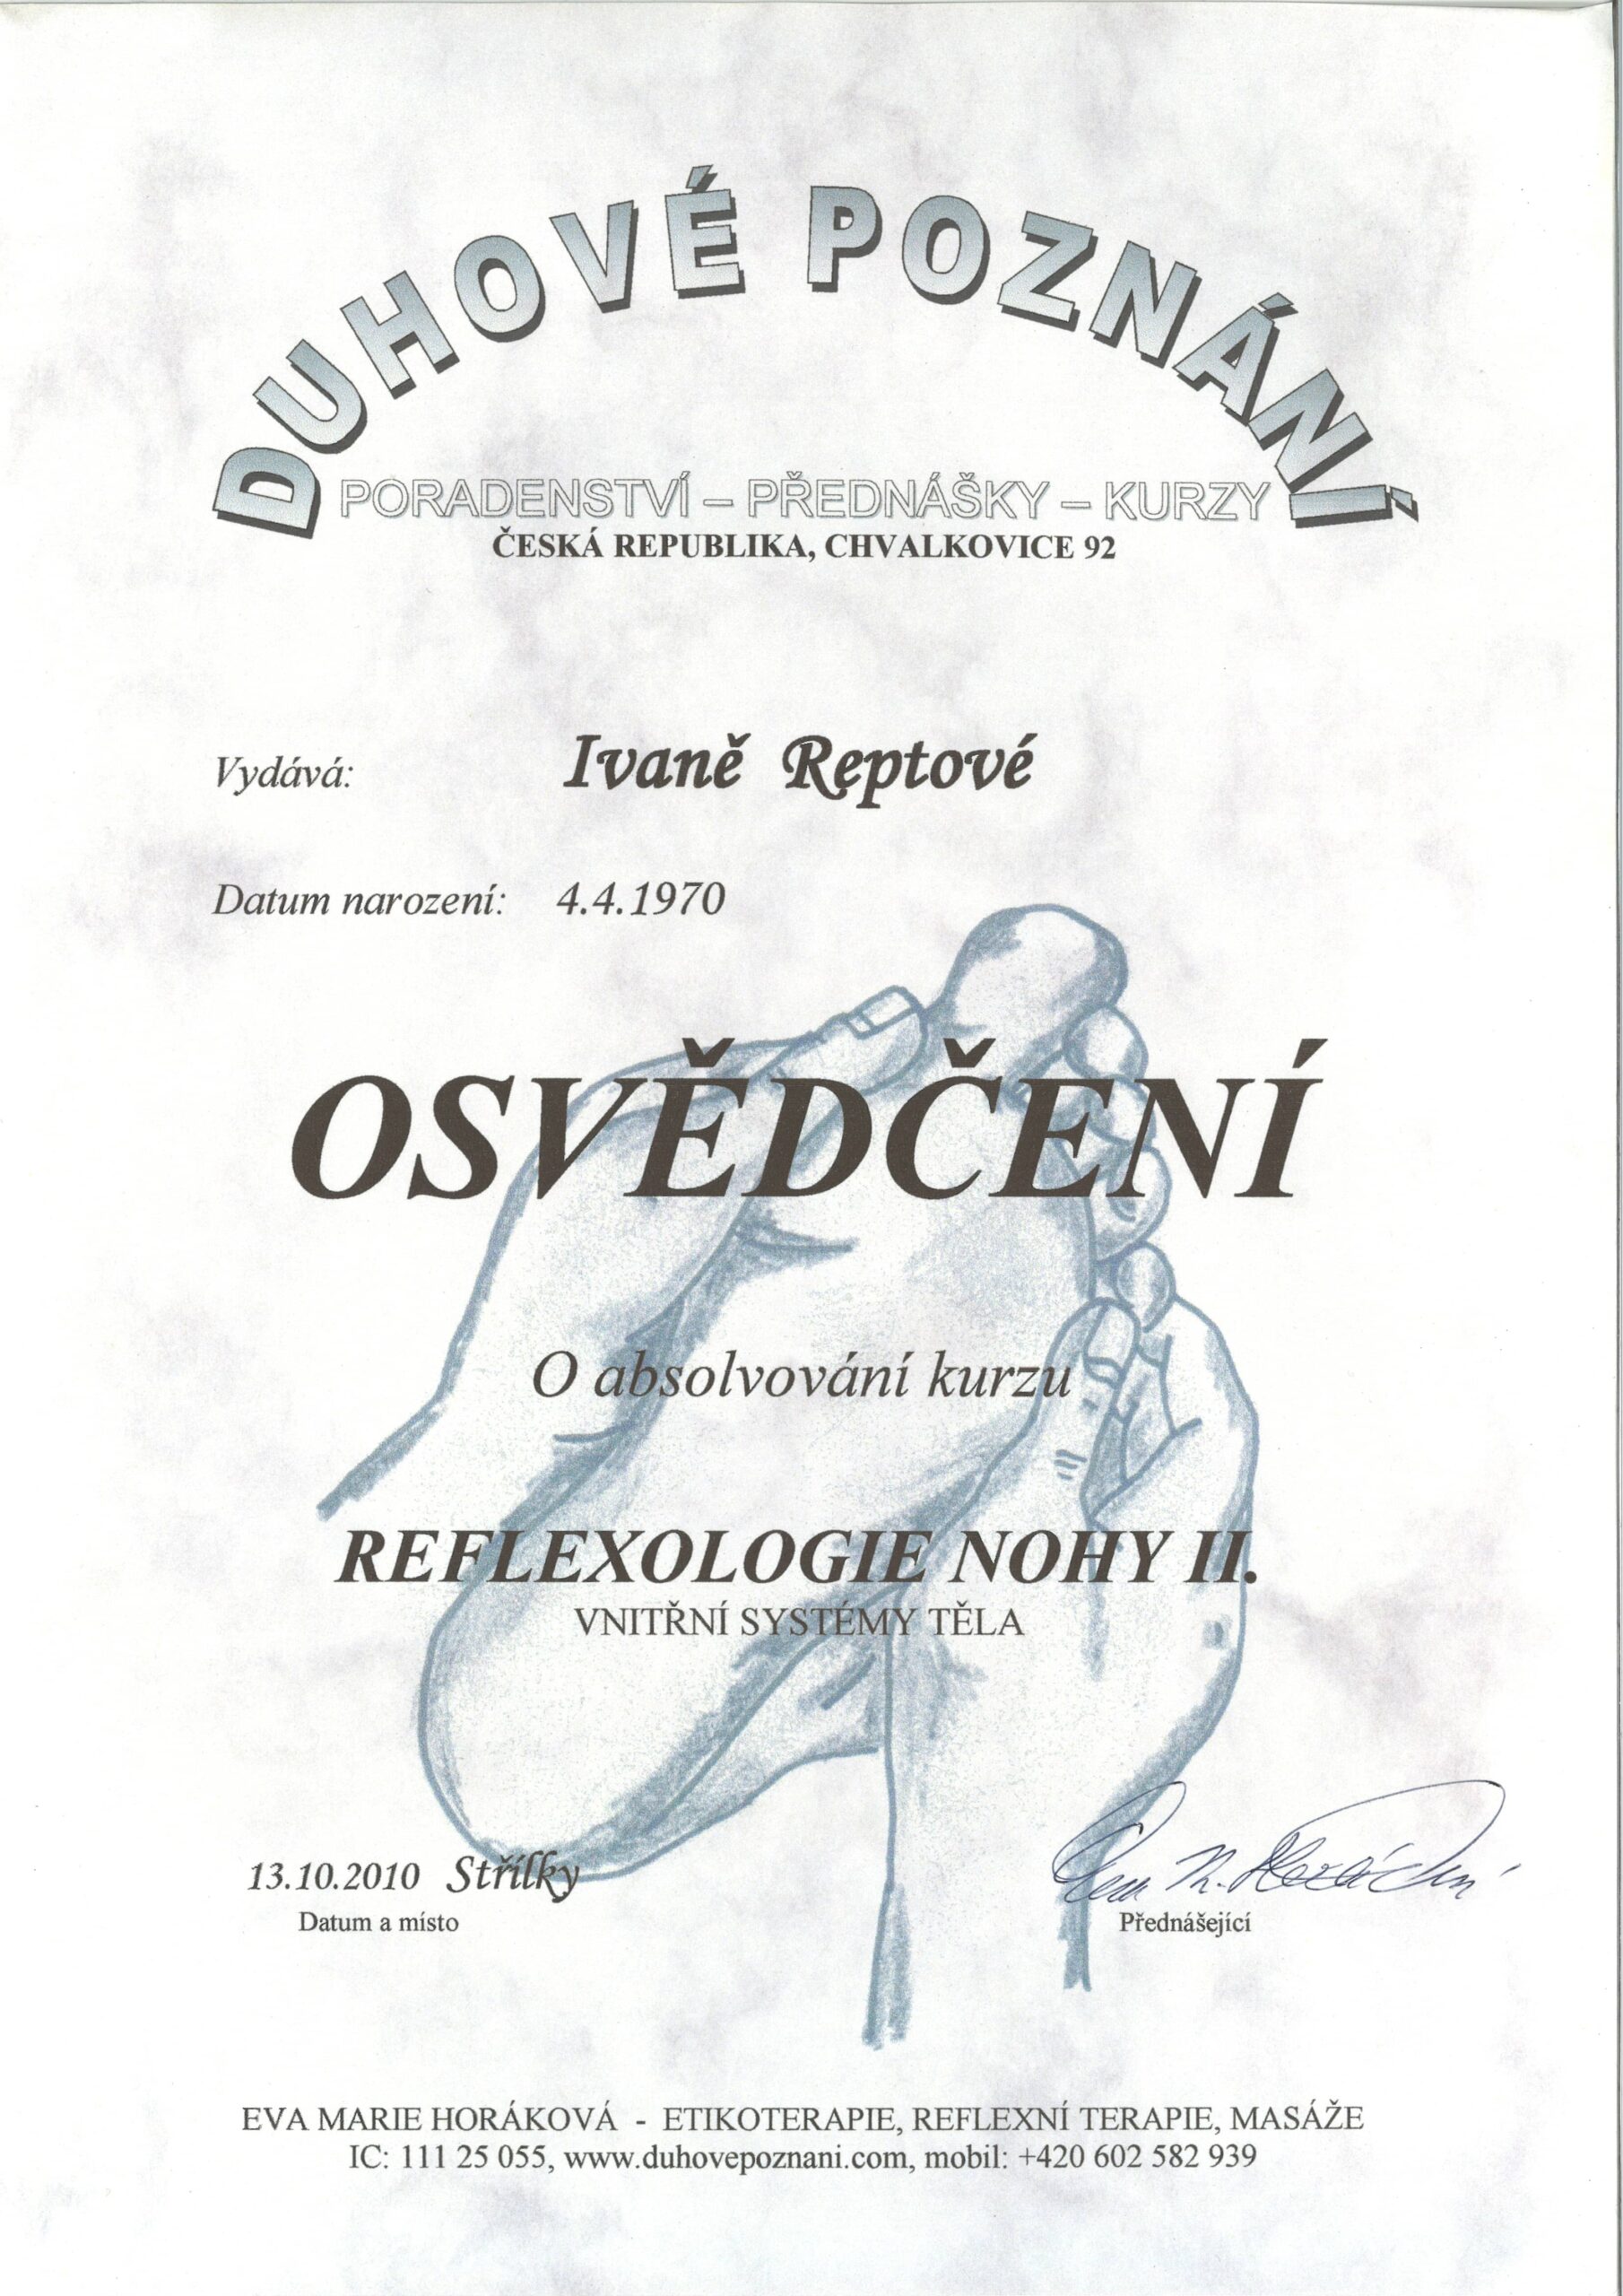 DUHOVÉ POZNÁNÍ
PORADENSTVÍ – PŘEDNÁŠKY – KURZY
ČESKÁ REPUBLIKA, CHVALKOVICE 92
Vydává: Ivaně Reptové
Datum narození: 4.4.1970
OSVĚDČENÍ
O absolvování kurzu
REFLEXOLOGIE NOHY II.
VNITŘNÍ SYSTÉMY TĚLA
13.10.2010 Střílky
Datum a místo
Přednášející
EVA MARIE HORÁKOVÁ - ETIKOTERAPIE, REFLEXNÍ TERAPIE, MASÁŽE
IC: 111 25 055, www.duhovepoznani.com, mobil: +420 602 582 939